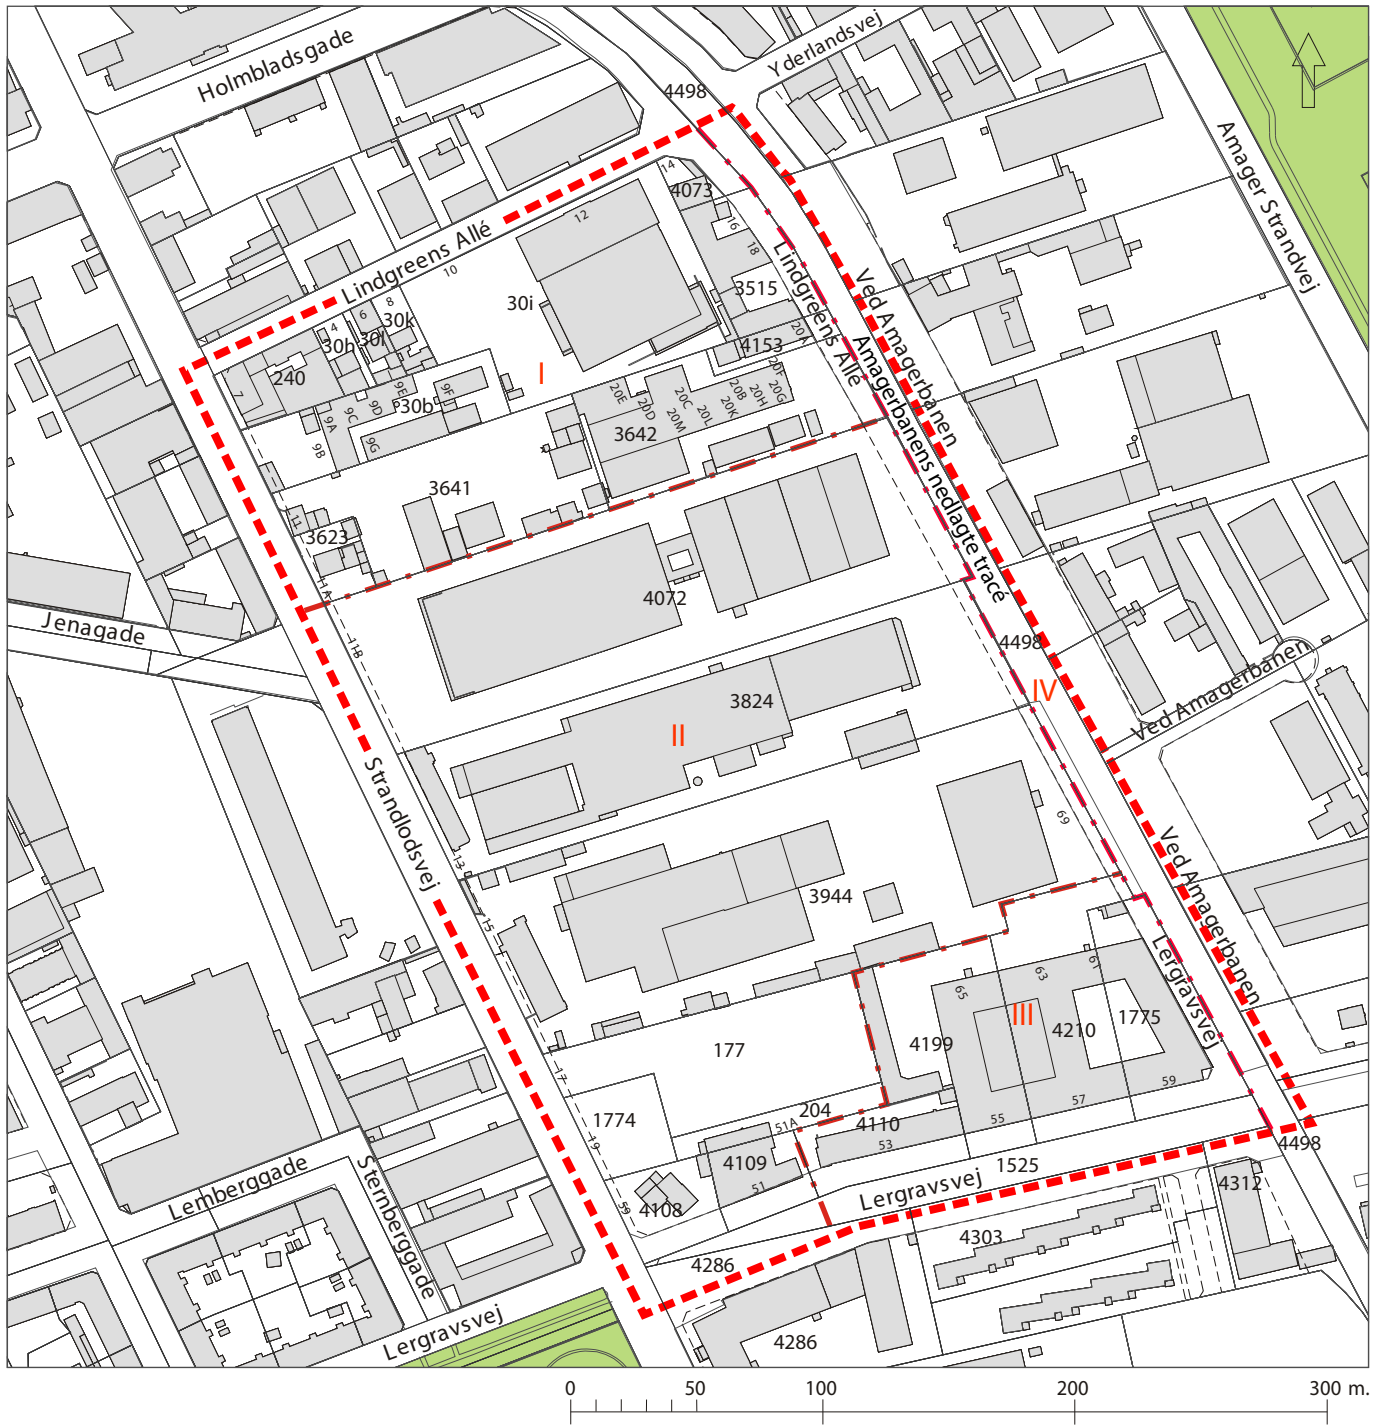 Holmbladsgade
Yderlandsvej
4498
Amager Strandvej
14
4073
12
16
18
Lindgreens Allé
10
30i
3515
Lindgreens Allé
Ved Amagerbanen
8
6
4
30k
30l
30h
20A
4153
I
240
7
9E
9F
9D
30b
9C
9A
9B
9G
20E
20D
20C
20M
20L
20K
20B
20H
20F
20G
3642
Amagerbanens nedlagte tracé
3641
11
3623
11A
4072
Jenagade
11B
4498
IV
Ved Amagerbanen
3824
II
Strandlodsvej
69
13
Ved Amagerbanen
3944
15
Lergravsvej
61
63
65
III
1775
4210
4199
177
17
59
57
55
204
4110
51A
53
1774
19
4109
51
1525
4498
Lemberggade
Sternberggade
59
4108
Lergravsvej
4312
4303
4286
Lergravsvej
4286
0 50 100 200 300 m.